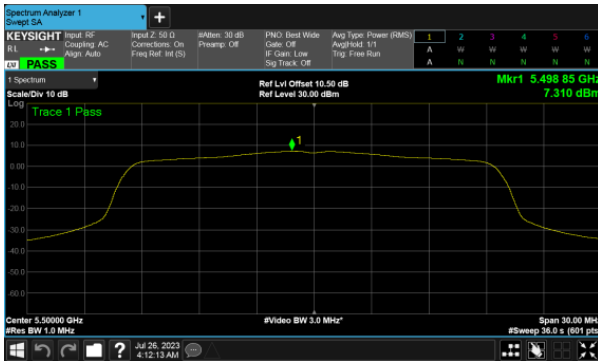 Spectrum Analyzer 1
Swept SA
+
KEYSIGHT
RL
LXI PASS
Input: RF
Coupling: AC
Align: Auto
Input Z: 50 Ω
Corrections: On
Freq Ref: Int (S)
#Atten: 30 dB
Preamp: Off
PNO: Best Wide
Gate: Off
IF Gain: Low
Sig Track: Off
Avg Type: Power (RMS)
Avg|Hold: 1/1
Trig: Free Run
1 2 3 4 5 6
A W W W W W
A N N N N N
1 Spectrum
Scale/Div 10 dB
Ref Lvl Offset 10.50 dB
Ref Level 30.00 dBm
Mkr1 5.498 85 GHz
7.310 dBm
Log
Trace 1 Pass
20.0
10.0
1
0.00
-10.0
-20.0
-30.0
-40.0
-50.0
-60.0
Center 5.50000 GHz
#Res BW 1.0 MHz
#Video BW 3.0 MHz*
Span 30.00 MHz
#Sweep 36.0 s (601 pts
?
Jul 26, 2023
4:12:13 AM